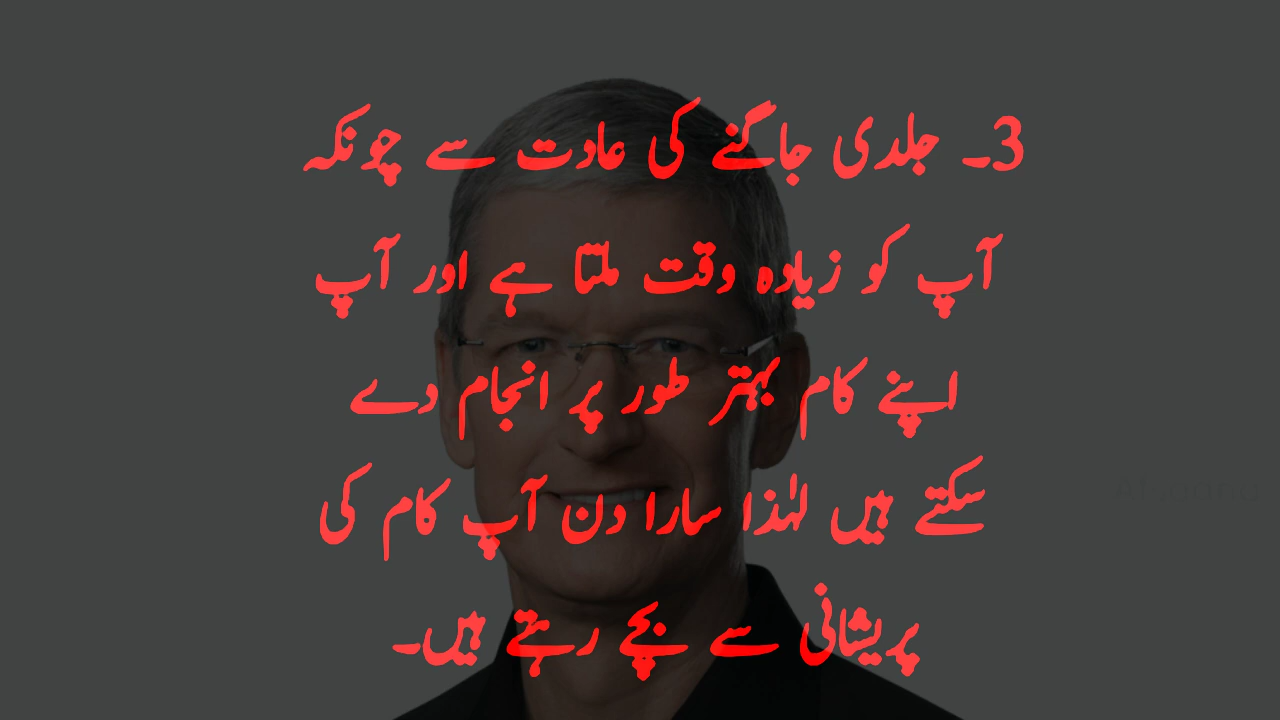 3۔ جلدی جاگنے کی عادت سے چونکہ
آپ کو زیادہ وقت ملتا ہے اور آپ
اپنے کام بہتر طور پر انجام دے
سکتے ہیں لہٰذا سارا دن آپ کام کی
پریشانی سے بچے رہتے ہیں۔